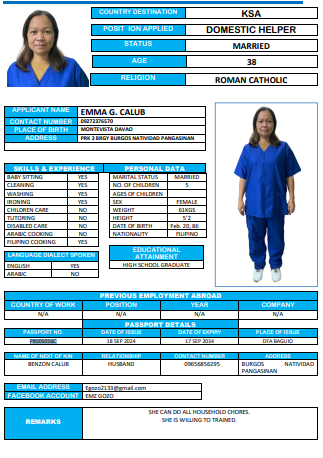 COUNTRY DESTINATION KSA
POSIT ION APPLIED DOMESTIC HELPER
STATUS MARRIED
AGE 38
RELIGION ROMAN CATHOLIC
APPLICANT NAME EMMA G. CALUB
CONTACT NUMBER 09272376570
PLACE OF BIRTH MONTEVISTA DAVAO
ADDRESS PRK 3 BRGY BURGOS NATIVIDAD PANGASINAN
SKILLS & EXPERIENCE PERSONAL DATA
BABY SITTING YES MARITAL STATUS MARRIED
CLEANING YES NO. OF CHILDREN 5
WASHING YES AGES OF CHILDREN
IRONING YES SEX FEMALE
CHILDREN CARE NO WEIGHT 61KGS
TUTORING NO HEIGHT 5'2
DISABLED CARE NO DATE OF BIRTH Feb. 20, 86
ARABIC COOKING NO NATIONALITY FILIPINO
FILIPINO COOKING YES
LANGUAGE DIALECT SPOKEN EDUCATIONAL ATTAINMENT
ENGLISH YES HIGH SCHOOL GRADUATE
ARABIC NO
PREVIOUS EMPLOYMENT ABROAD
COUNTRY OF WORK POSITION YEAR COMPANY
N/A N/A N/A N/A
PASSPORT DETAILS
PASSPORT NO. DATE OF ISSUE DATE OF EXPIRY PLACE OF ISSUE
18 SEP 2024 17 SEP 2034 DFA BAGUIO
NAME OF NEXT OF KIN RELATIONSHIP CONTACT NUMBER ADDRESS
BENZON CALUB HUSBAND 09656856295 BURGOS NATIVIDAD
PANGASINAN
EMAIL ADDRESS Egozo2133@gmail.com
FACEBOOK ACCOUNT EMZ GOZO
REMARKS SHE CAN DO ALL HOUSEHOLD CHORES.
SHE IS WILLING TO TRAINED.